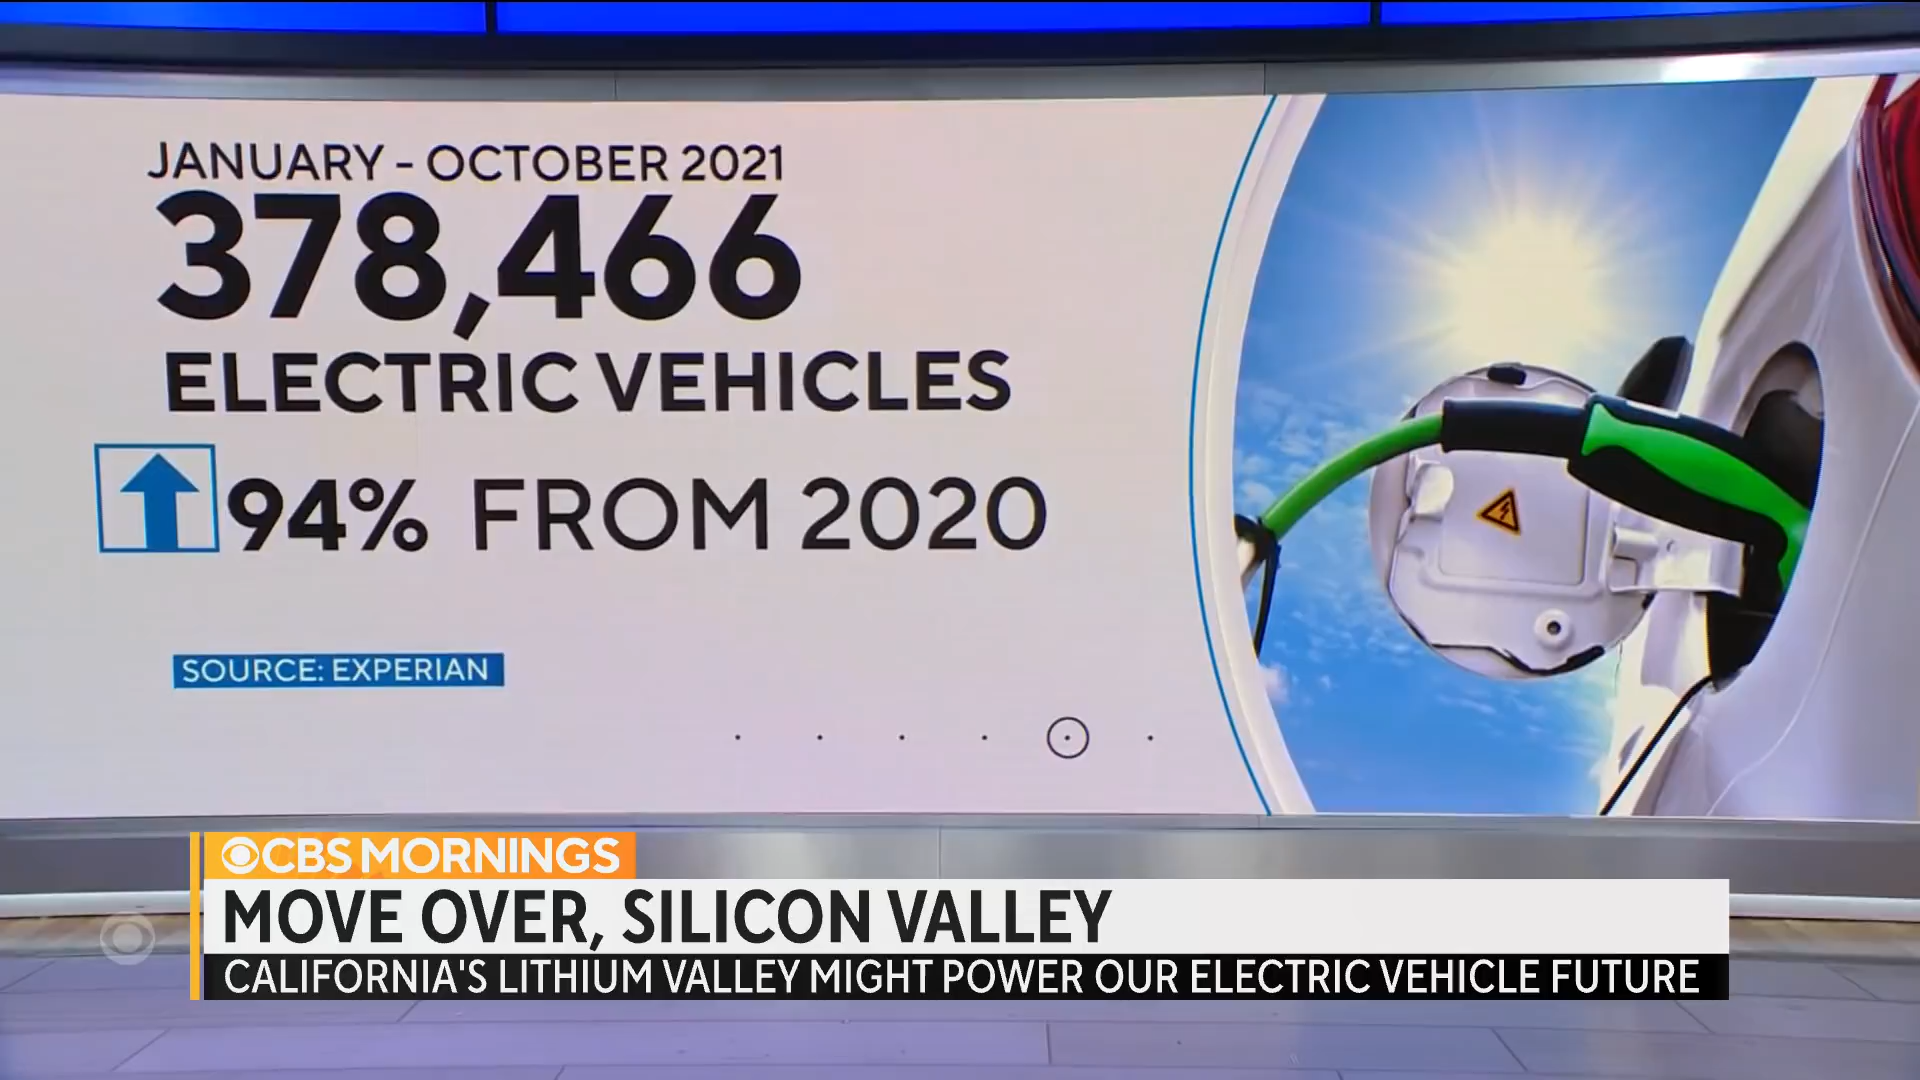 JANUARY - OCTOBER 2021
378,466
ELECTRIC VEHICLES
94% FROM 2020
SOURCE: EXPERIAN
CBS MORNINGS
MOVE OVER, SILICON VALLEY
CALIFORNIA'S LITHIUM VALLEY MIGHT POWER OUR ELECTRIC VEHICLE FUTURE